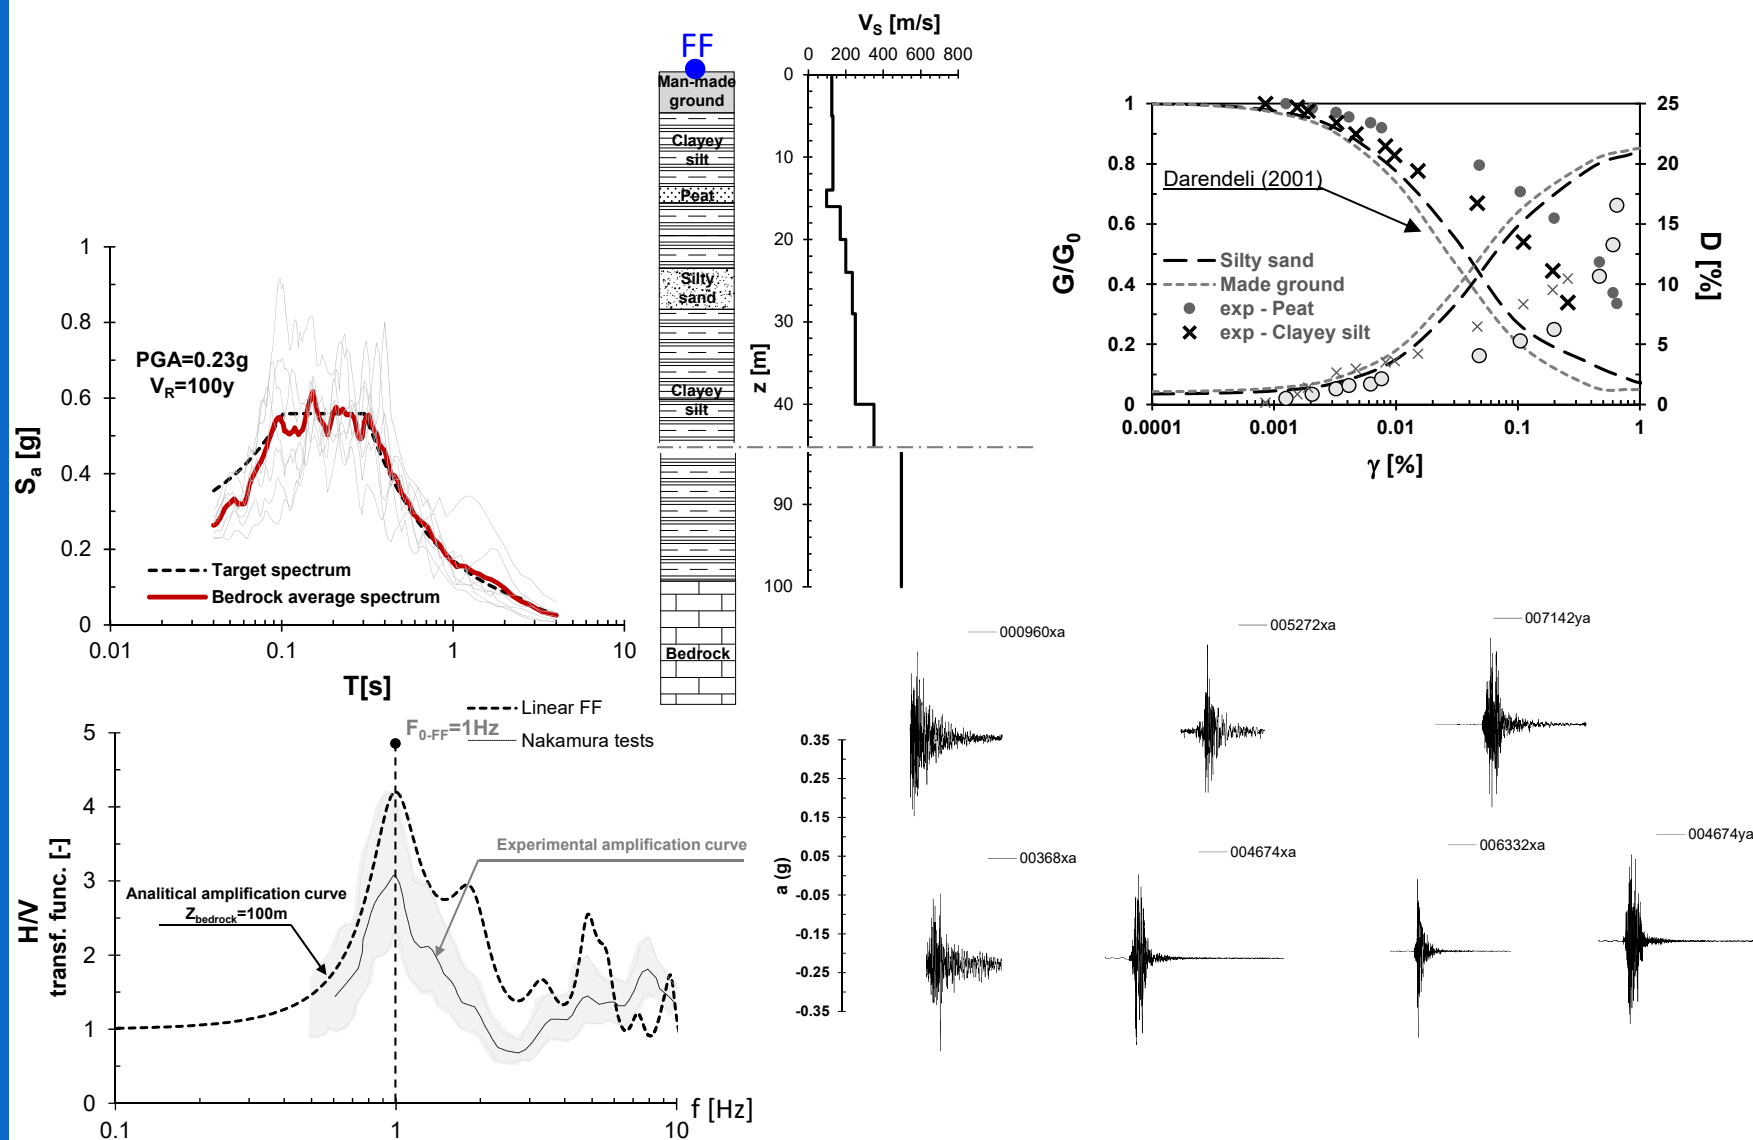 FF
Man-made
ground
Clayey
silt
Peat
Silty
sand
Clayey
silt
Bedrock
V_S [m/s]
0 200 400 600 800
0
10
20
30
40
90
100
z [m]
1
0.8
0.6
0.4
0.2
0
G/G_0
25
20
15
10
5
0
D [%]
Darendeli (2001)
Silty sand
Made ground
exp - Peat
exp - Clayey silt
0.0001 0.001 0.01 0.1 1
γ [%]
1
0.8
0.6
0.4
0.2
0
S_a [g]
PGA=0.23g
V_R=100y
Target spectrum
Bedrock average spectrum
0.01 0.1 1 10
T[s]
Linear FF
F_0-FF=1Hz
Nakamura tests
5
4
3
2
1
0
H/V
transf. func. [-]
Experimental amplification curve
Analitical amplification curve
Z_bedrock=100m
0.1 1 10
f [Hz]
000960xa
005272xa
007142ya
0.35
0.25
0.15
0.05
-0.05
-0.15
-0.25
-0.35
a (g)
00368xa
004674xa
006332xa
004674ya